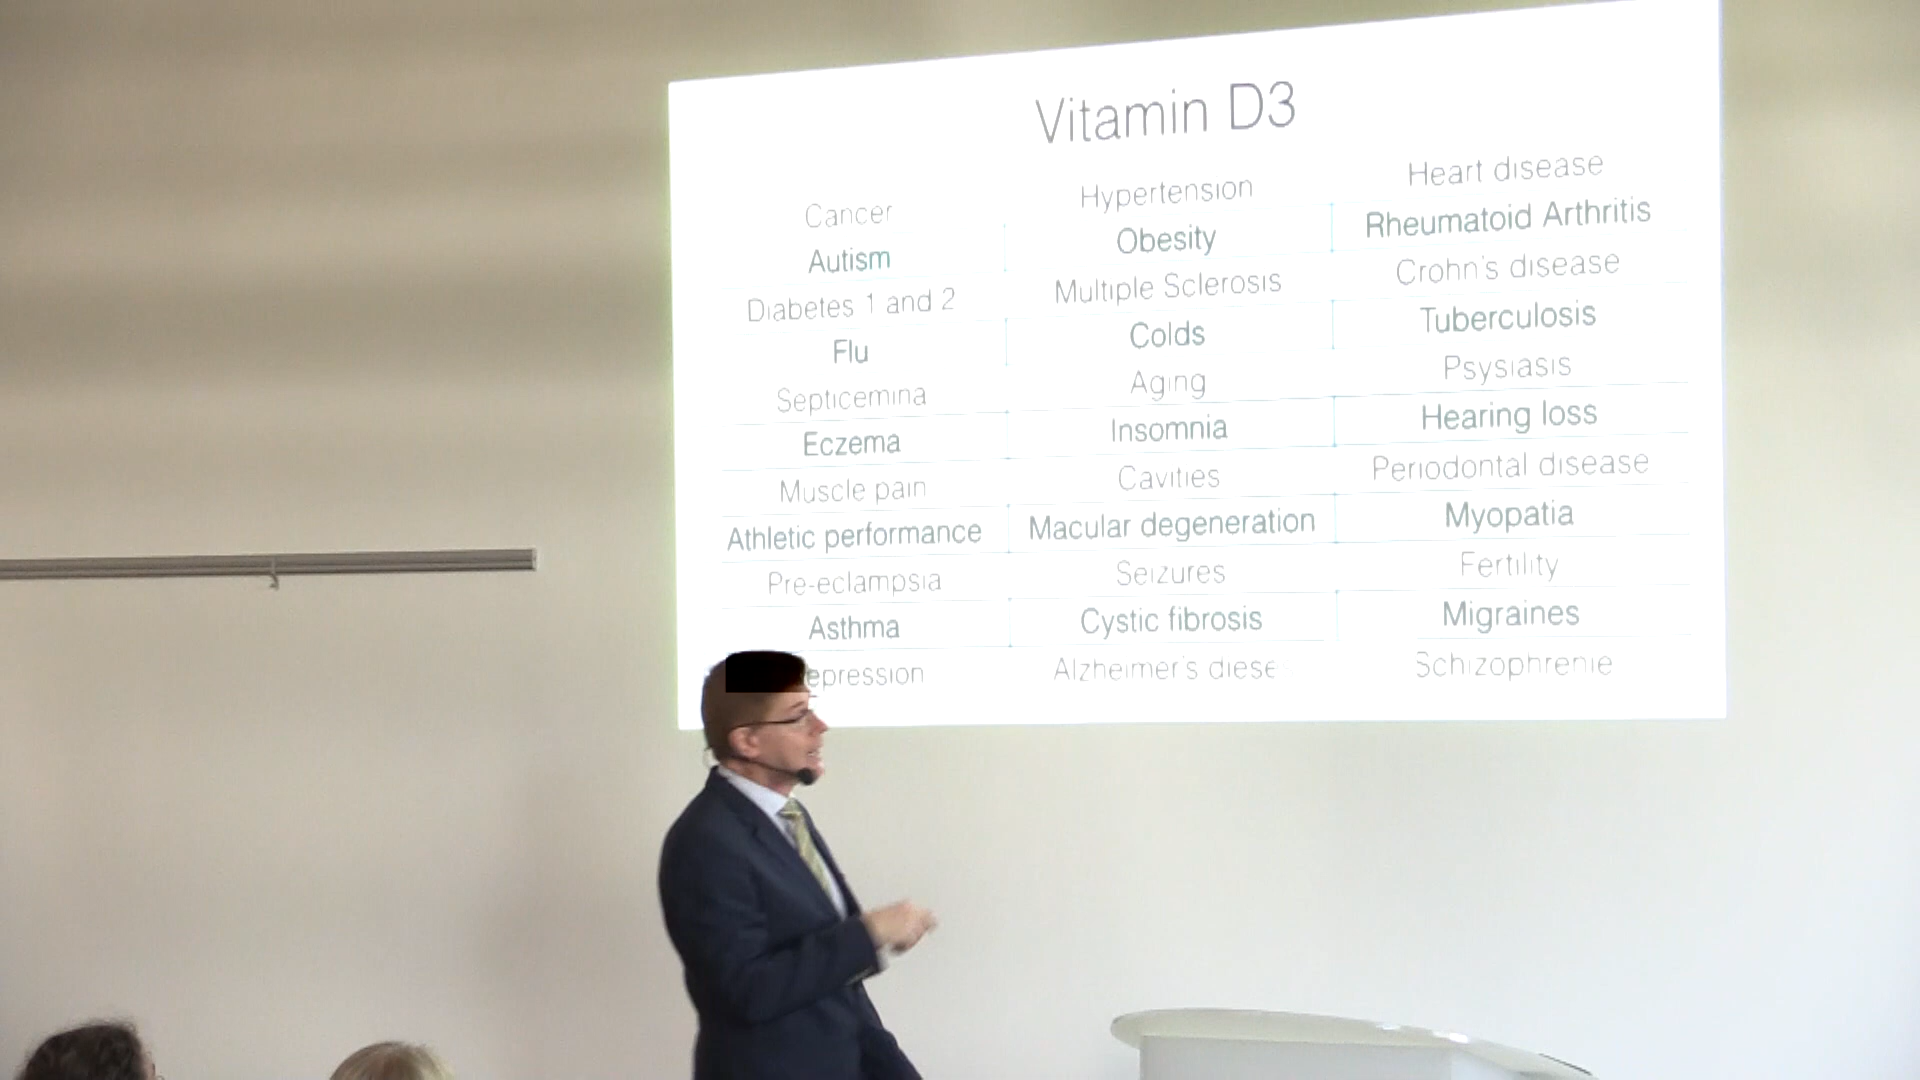 Vitamin D3
Cancer Hypertension Heart disease
Autism Obesity Rheumatoid Arthritis
Diabetes 1 and 2 Multiple Sclerosis Crohn's disease
Flu Colds Tuberculosis
Septicemina Aging Psysiasis
Eczema Insomnia Hearing loss
Muscle pain Cavities Periodontal disease
Athletic performance Macular degeneration Myopatia
Pre-eclampsia Seizures Fertility
Asthma Cystic fibrosis Migraines
epression Alzheimer's diese Schizophrenie